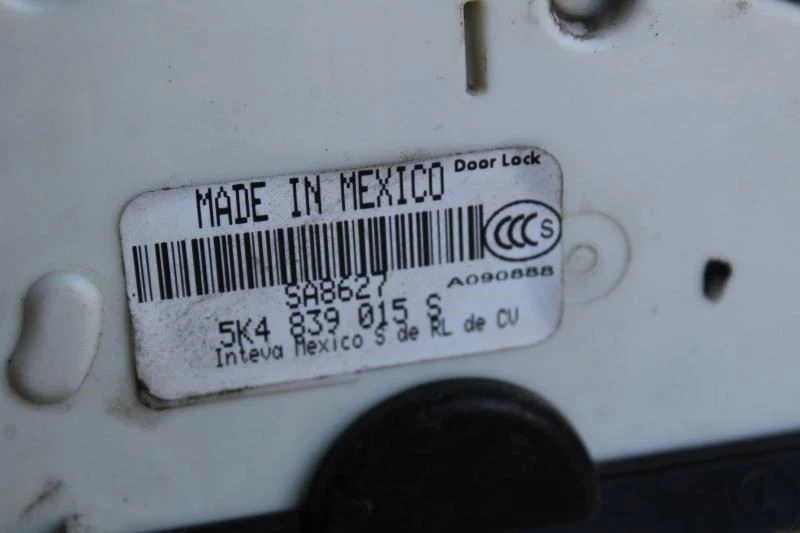 Door Lock
MADE IN MEXICO
CCC S
SA8627
A090888
5K4 839 015 S
Inteva Mexico S de RL de CV